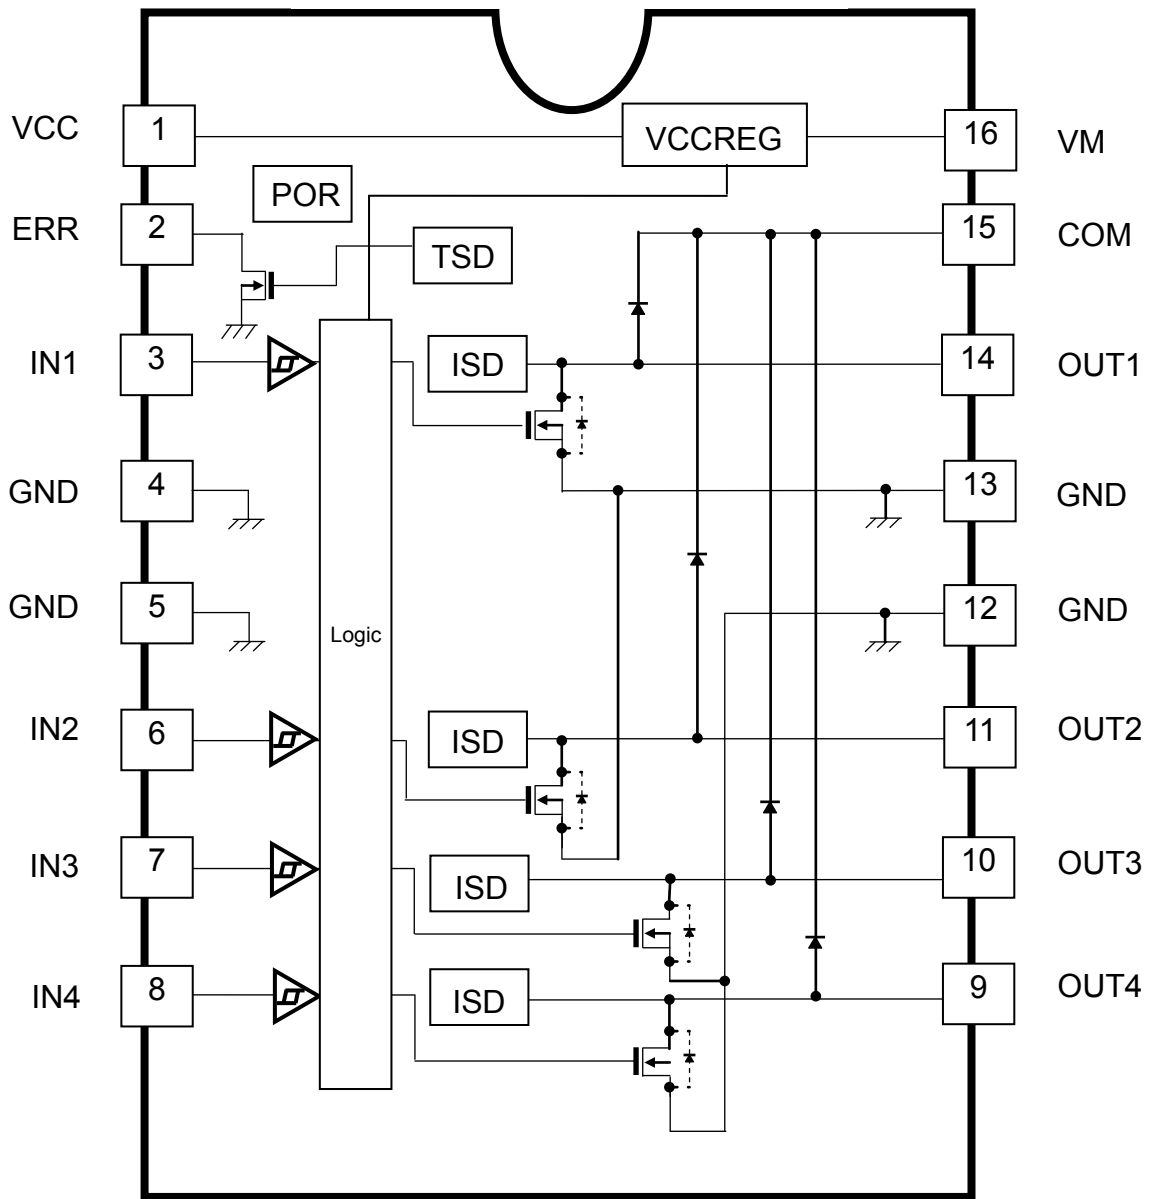 VCC 1 VCCREG 16 VM
POR
ERR 2 TSD 15 COM
IN1 3 ISD 14 OUT1
GND 4 13 GND
GND 5 Logic 12 GND
IN2 6 ISD 11 OUT2
IN3 7 ISD 10 OUT3
IN4 8 ISD 9 OUT4